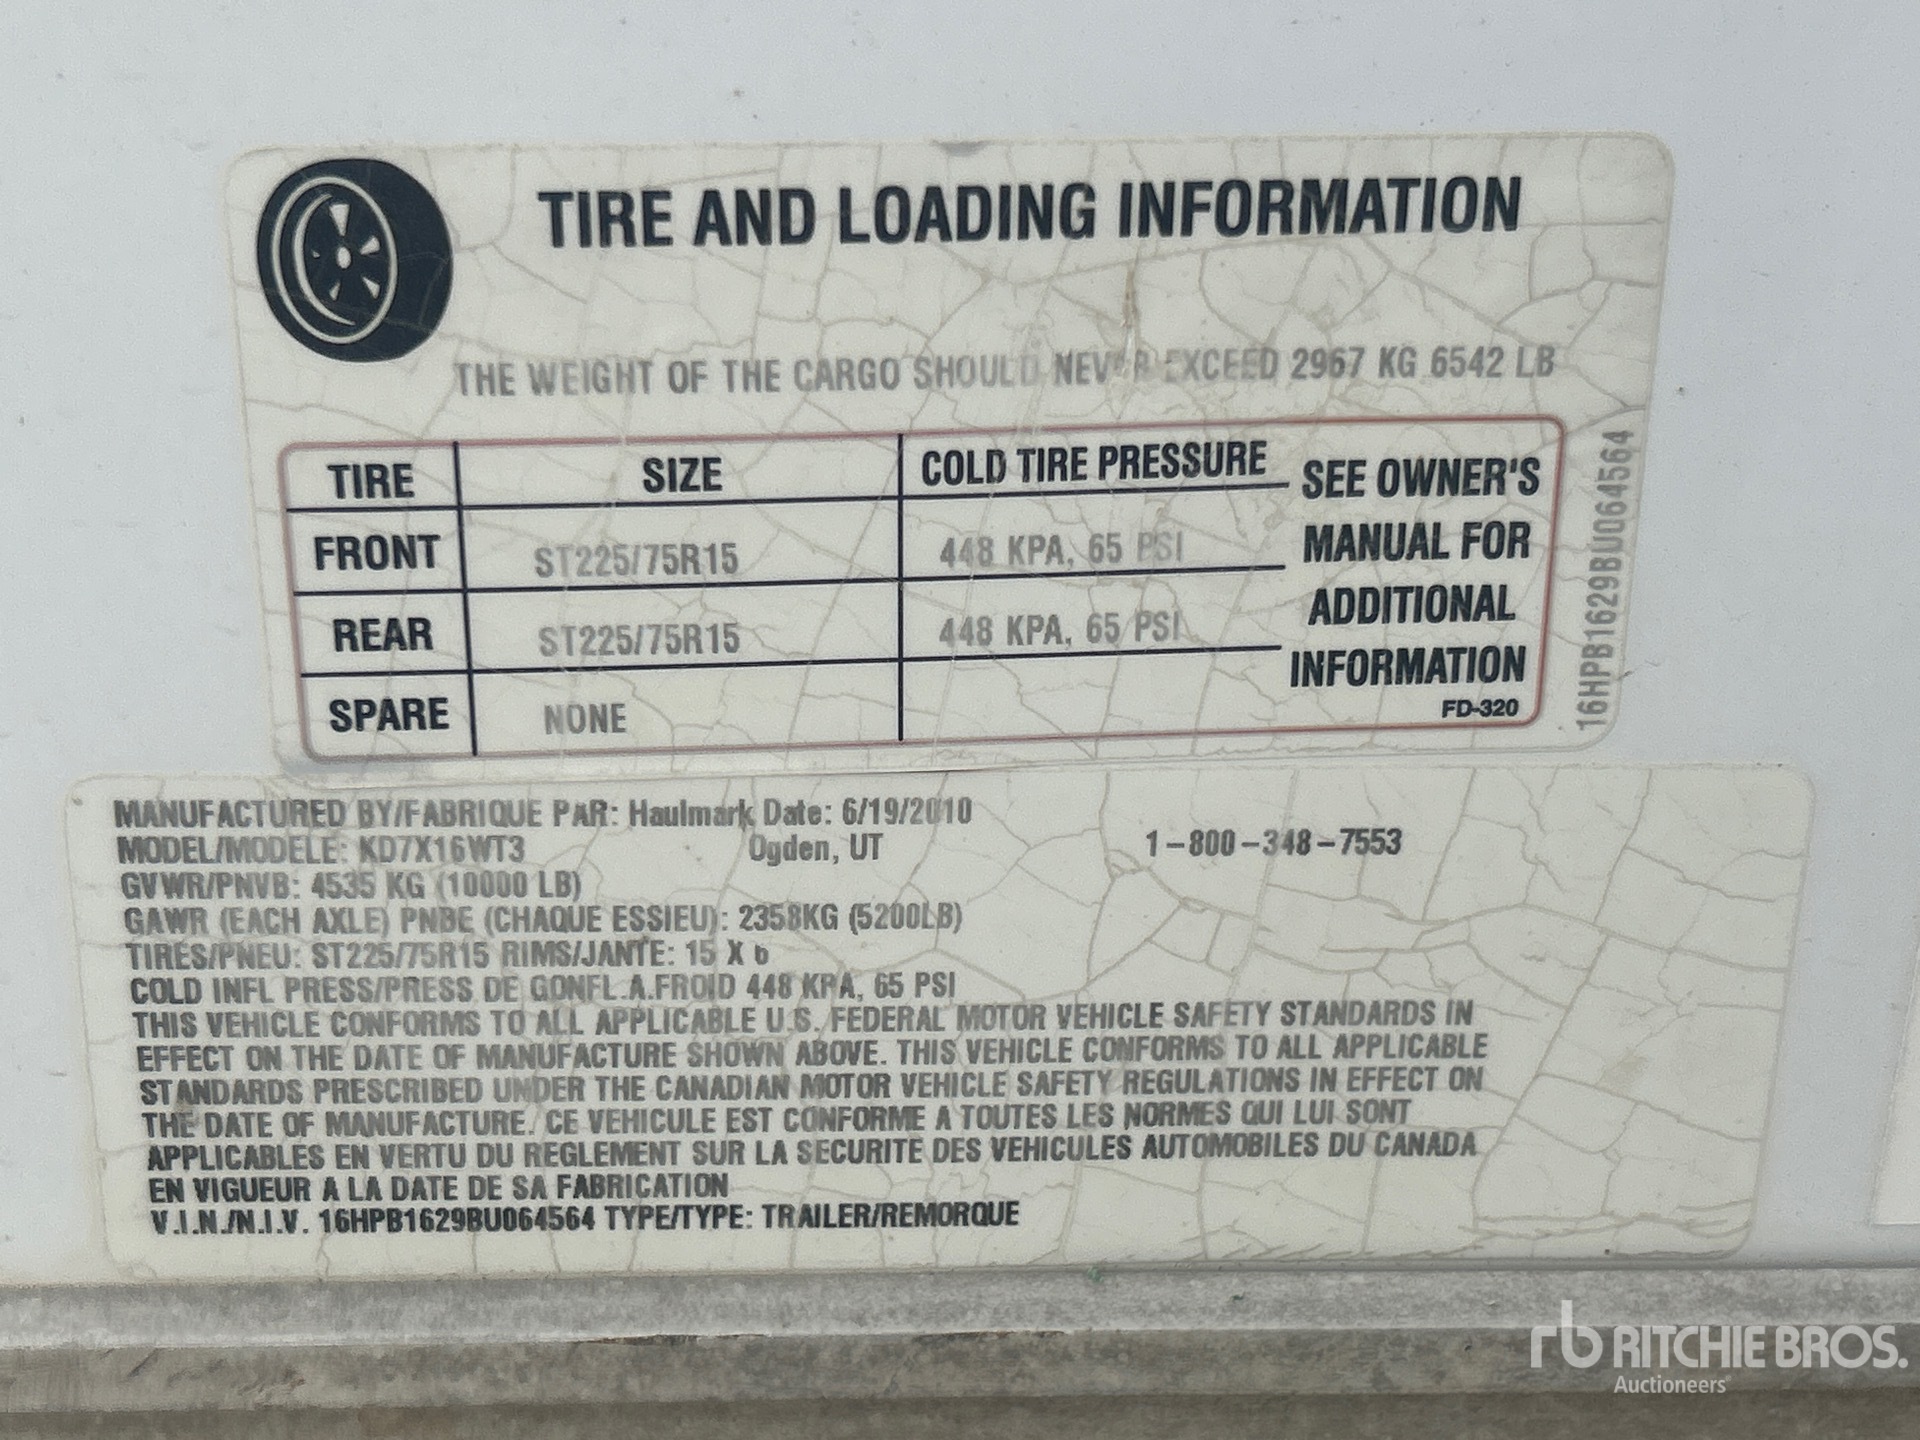 TIRE AND LOADING INFORMATION
THE WEIGHT OF THE CARGO SHOULD NEVER EXCEED 2967 KG 6542 LB
TIRE SIZE COLD TIRE PRESSURE
FRONT ST225/75R15 448 KPA, 65 PSI
REAR ST225/75R15 448 KPA, 65 PSI
SPARE NONE
SEE OWNER'S
MANUAL FOR
ADDITIONAL
INFORMATION
FD-320
16HPB1629BU064564
MANUFACTURED BY/FABRIQUE PAR: Haulmark Date: 6/19/2010
MODEL/MODELE: KD7X16WT3 Ogden, UT 1-800-348-7553
GVWR/PNVB: 4535 KG (10000 LB)
GAWR (EACH AXLE) PNBE (CHAQUE ESSIEU): 2358KG (5200LB)
TIRES/PNEU: ST225/75R15 RIMS/JANTE: 15 X 6
COLD INFL PRESS/PRESS DE GONFL.A.FROID 448 KPA, 65 PSI
THIS VEHICLE CONFORMS TO ALL APPLICABLE U.S. FEDERAL MOTOR VEHICLE SAFETY STANDARDS IN
EFFECT ON THE DATE OF MANUFACTURE SHOWN ABOVE. THIS VEHICLE CONFORMS TO ALL APPLICABLE
STANDARDS PRESCRIBED UNDER THE CANADIAN MOTOR VEHICLE SAFETY REGULATIONS IN EFFECT ON
THE DATE OF MANUFACTURE. CE VEHICULE EST CONFORME A TOUTES LES NORMES QUI LUI SONT
APPLICABLES EN VERTU DU REGLEMENT SUR LA SECURITE DES VEHICULES AUTOMOBILES DU CANADA
EN VIGUEUR A LA DATE DE SA FABRICATION
V.I.N./N.I.V. 16HPB1629BU064564 TYPE/TYPE: TRAILER/REMORQUE
rb RITCHIE BROS.
Auctioneers